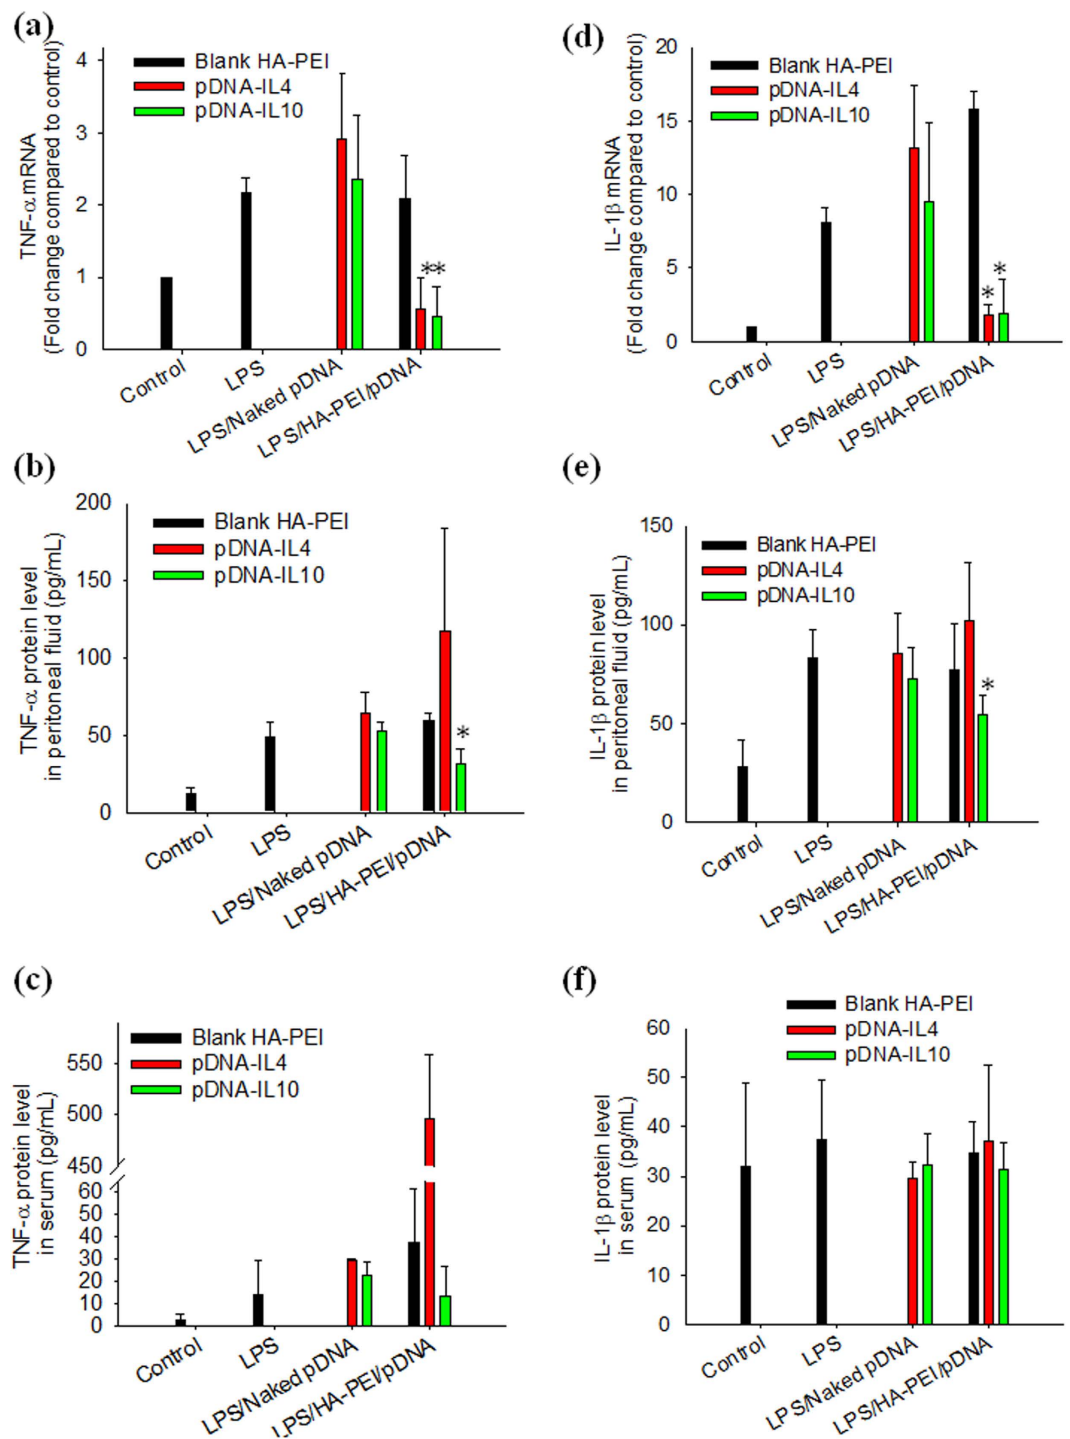 (a)
TNF-α mRNA
(Fold change compared to control)
4
3
2
1
0
Blank HA-PEI
pDNA-IL4
pDNA-IL10
**
Control
LPS
LPS/Naked pDNA
LPS/HA-PEI/pDNA
(d)
IL-1β mRNA
(Fold change compared to control)
20
15
10
5
0
Blank HA-PEI
pDNA-IL4
pDNA-IL10
*
*
Control
LPS
LPS/Naked pDNA
LPS/HA-PEI/pDNA
(b)
TNF-α protein level
in peritoneal fluid (pg/mL)
200
150
100
50
0
Blank HA-PEI
pDNA-IL4
pDNA-IL10
*
Control
LPS
LPS/Naked pDNA
LPS/HA-PEI/pDNA
(e)
IL-1β protein level
in peritoneal fluid (pg/mL)
150
100
50
0
Blank HA-PEI
pDNA-IL4
pDNA-IL10
*
Control
LPS
LPS/Naked pDNA
LPS/HA-PEI/pDNA
(c)
TNF-α protein level
in serum (pg/mL)
550
500
450
60
50
40
30
20
10
0
Blank HA-PEI
pDNA-IL4
pDNA-IL10
Control
LPS
LPS/Naked pDNA
LPS/HA-PEI/pDNA
(f)
IL-1β protein level
in serum (pg/mL)
60
50
40
30
20
10
0
Blank HA-PEI
pDNA-IL4
pDNA-IL10
Control
LPS
LPS/Naked pDNA
LPS/HA-PEI/pDNA